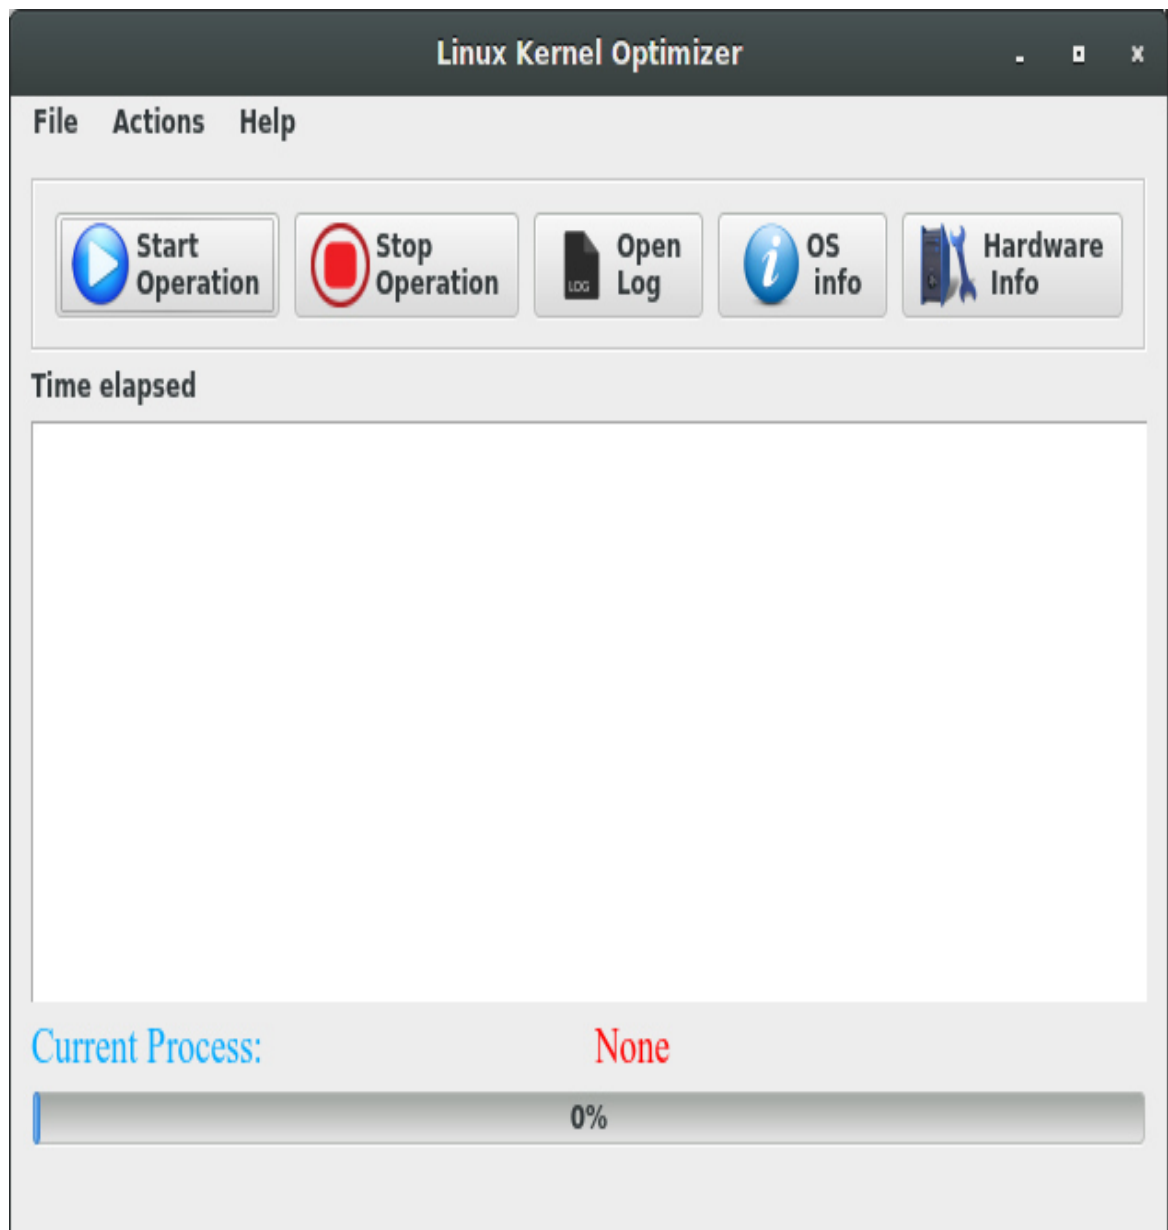 Linux Kernel Optimizer
File Actions Help
Start
Operation
Stop
Operation
LOG
Open
Log
OS
info
Hardware
Info
Time elapsed
Current Process: None
0%